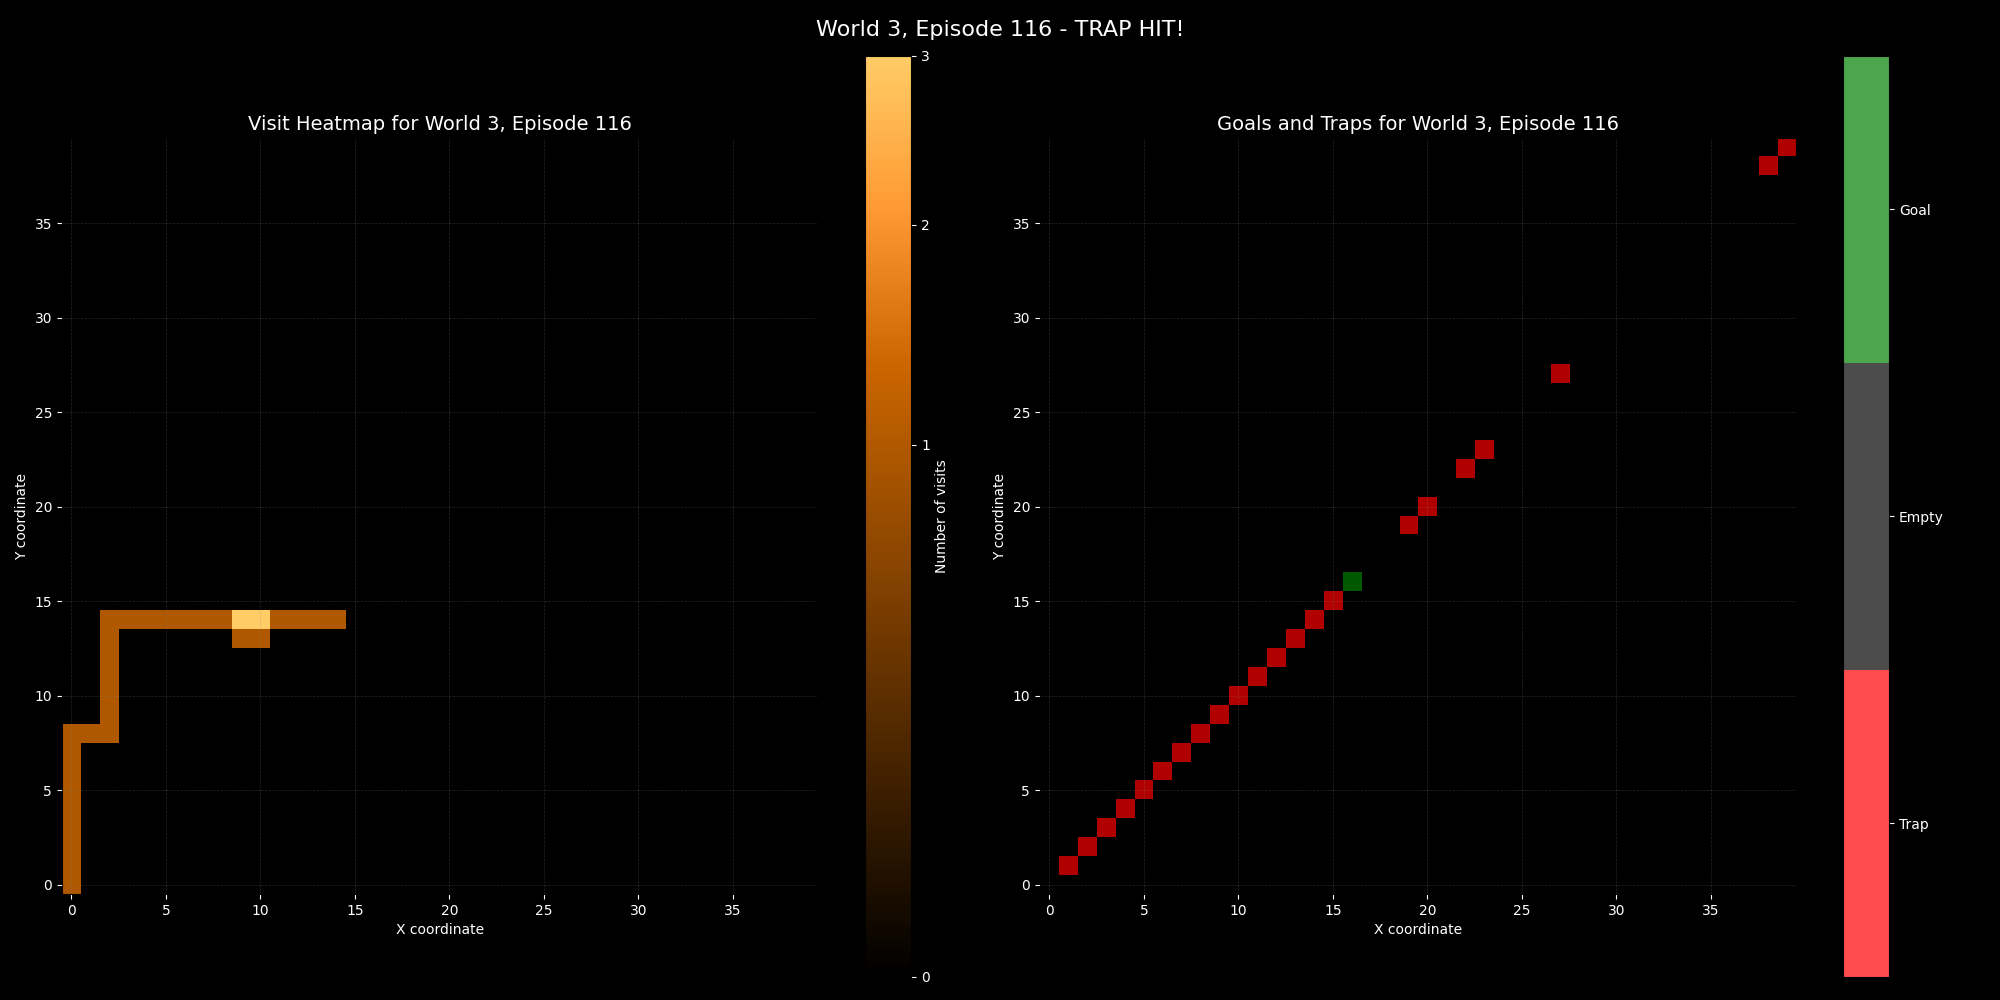 World 3, Episode 116 - TRAP HIT!
Visit Heatmap for World 3, Episode 116
35
30
25
20
15
10
5
0
Y coordinate
0 5 10 15 20 25 30 35
X coordinate
3
2
1
0
Number of visits
Goals and Traps for World 3, Episode 116
35
30
25
20
15
10
5
0
Y coordinate
0 5 10 15 20 25 30 35
X coordinate
Goal
Empty
Trap